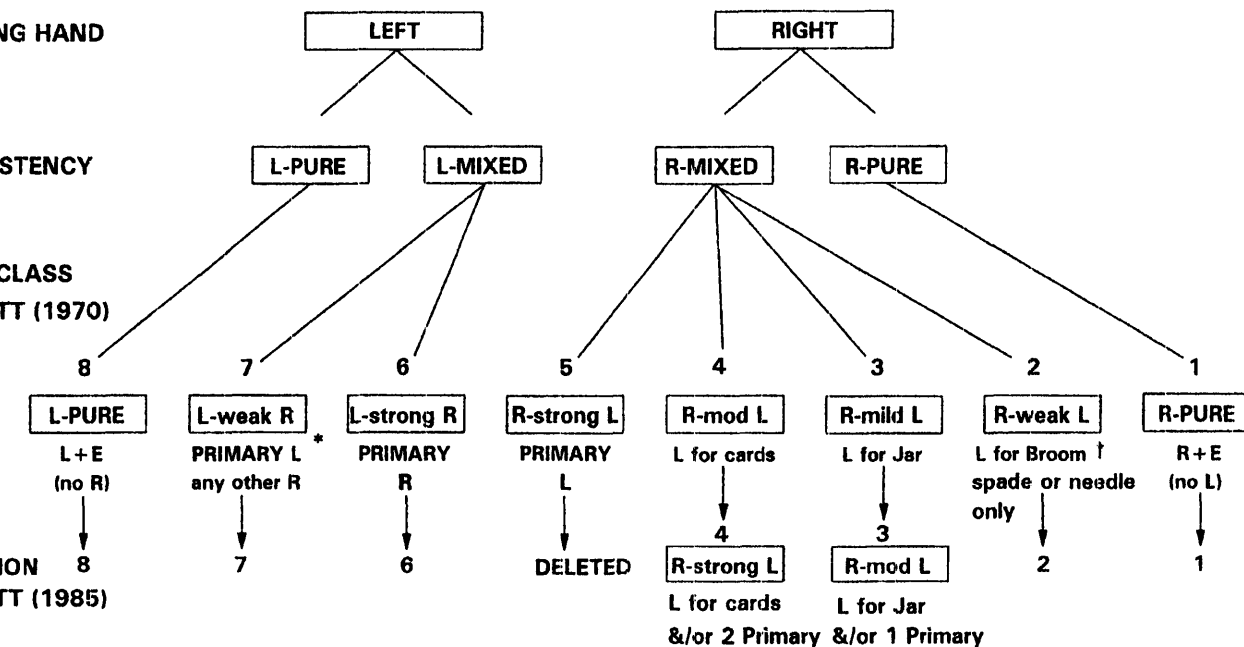 NG HAND LEFT RIGHT
STENCY L-PURE L-MIXED R-MIXED R-PURE
CLASS
TT (1970)
8 7 6 5 4 3 2 1
L-PURE L-weak R L-strong R R-strong L R-mod L R-mild L R-weak L R-PURE
L+E PRIMARY L * PRIMARY PRIMARY L for cards L for Jar L for Broom † R+E
(no R) any other R R L spade or needle (no L)
only
4 3
ION 8 7 6 DELETED R-strong L R-mod L 2 1
TT (1985)
L for cards L for Jar
&/or 2 Primary &/or 1 Primary